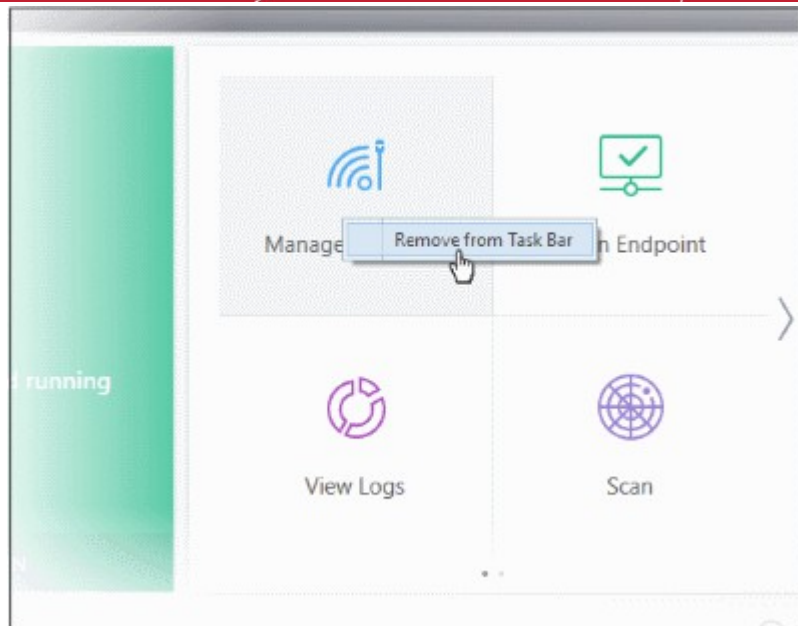 Manage
Remove from Task Bar
n Endpoint
d running
View Logs
Scan
N